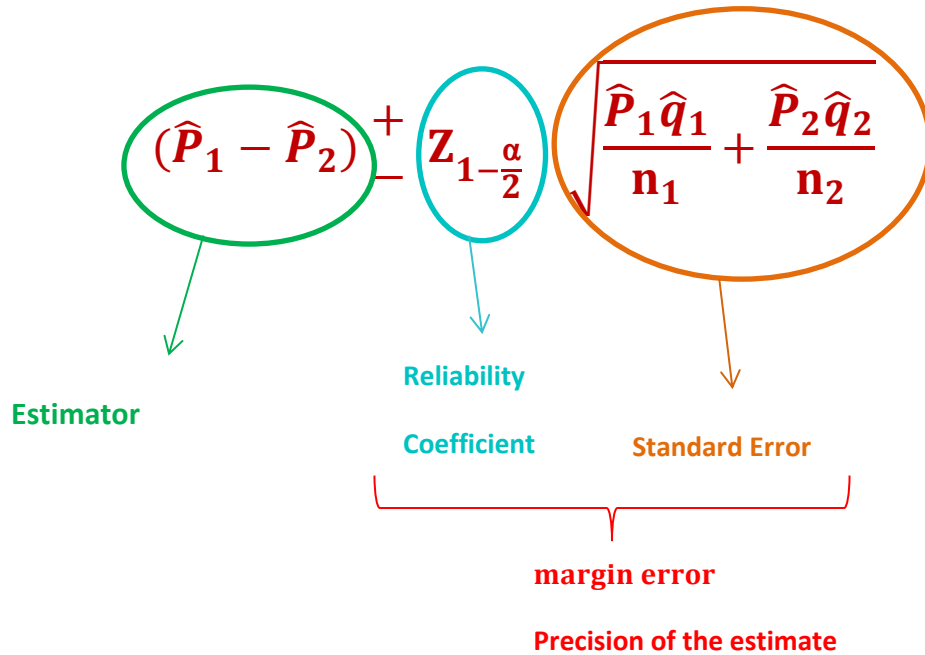 (P̂₁ − P̂₂) ± Z₁₋α/₂ √(P̂₁q̂₁/n₁ + P̂₂q̂₂/n₂)
Reliability
Estimator
Coefficient
Standard Error
margin error
Precision of the estimate